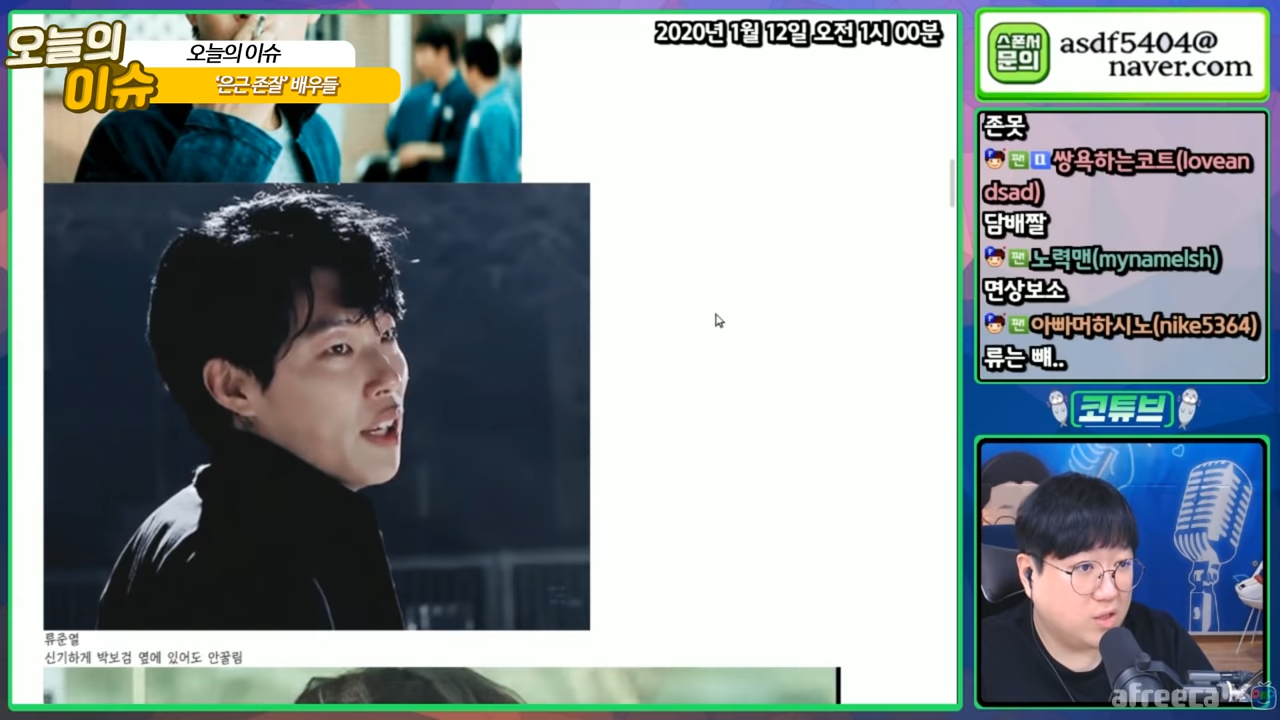 오늘의
이슈
오늘의 이슈
‘은근 존잘’ 배우들
2020년 1월 12일 오전 1시 00분
류준열
신기하게 박보검 옆에 있어도 안꿀림
스폰서
문의
asdf5404@
naver.com
존못
팬 쌍욕하는코트(lovean
dsad)
담배짤
팬 노력맨(mynamelsh)
면상보소
팬 아빠머하시노(nike5364)
류는 뺴..
코튜브
afreeca